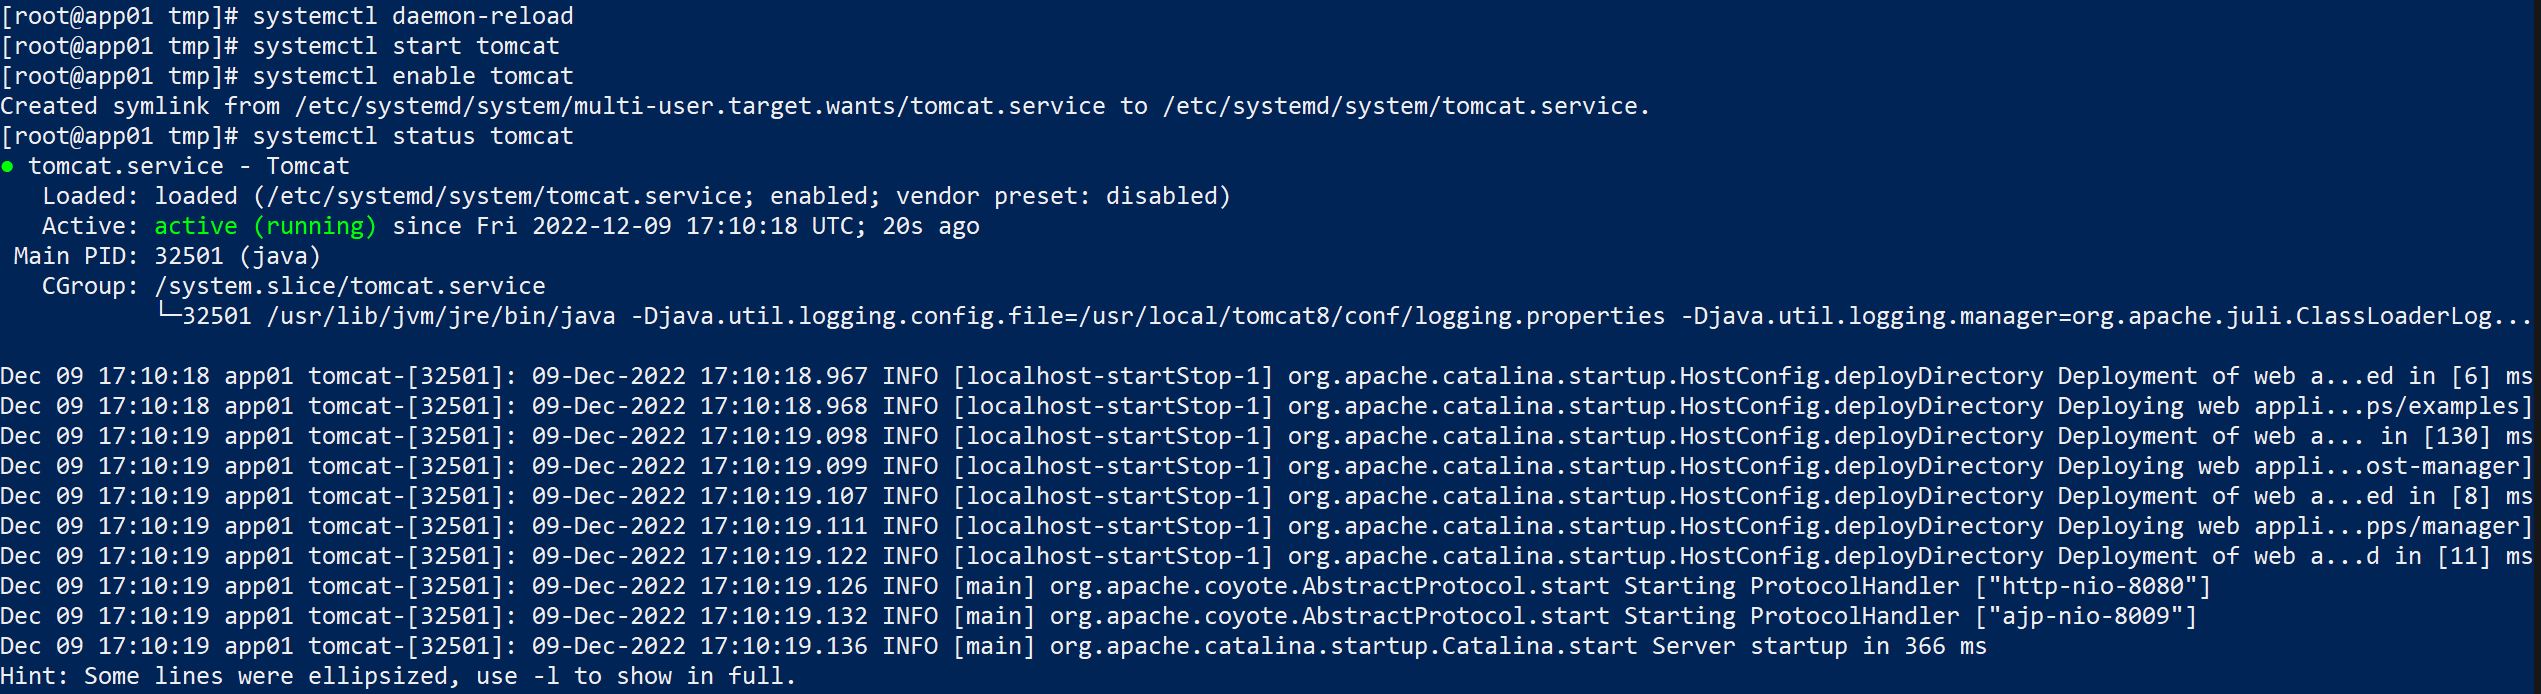 [root@app01 tmp]# systemctl daemon-reload
[root@app01 tmp]# systemctl start tomcat
[root@app01 tmp]# systemctl enable tomcat
Created symlink from /etc/systemd/system/multi-user.target.wants/tomcat.service to /etc/systemd/system/tomcat.service.
[root@app01 tmp]# systemctl status tomcat
● tomcat.service - Tomcat
   Loaded: loaded (/etc/systemd/system/tomcat.service; enabled; vendor preset: disabled)
   Active: active (running) since Fri 2022-12-09 17:10:18 UTC; 20s ago
 Main PID: 32501 (java)
   CGroup: /system.slice/tomcat.service
           └─32501 /usr/lib/jvm/jre/bin/java -Djava.util.logging.config.file=/usr/local/tomcat8/conf/logging.properties -Djava.util.logging.manager=org.apache.juli.ClassLoaderLog...
Dec 09 17:10:18 app01 tomcat-[32501]: 09-Dec-2022 17:10:18.967 INFO [localhost-startStop-1] org.apache.catalina.startup.HostConfig.deployDirectory Deployment of web a...ed in [6] ms
Dec 09 17:10:18 app01 tomcat-[32501]: 09-Dec-2022 17:10:18.968 INFO [localhost-startStop-1] org.apache.catalina.startup.HostConfig.deployDirectory Deploying web appli...ps/examples]
Dec 09 17:10:19 app01 tomcat-[32501]: 09-Dec-2022 17:10:19.098 INFO [localhost-startStop-1] org.apache.catalina.startup.HostConfig.deployDirectory Deployment of web a... in [130] ms
Dec 09 17:10:19 app01 tomcat-[32501]: 09-Dec-2022 17:10:19.099 INFO [localhost-startStop-1] org.apache.catalina.startup.HostConfig.deployDirectory Deploying web appli...ost-manager]
Dec 09 17:10:19 app01 tomcat-[32501]: 09-Dec-2022 17:10:19.107 INFO [localhost-startStop-1] org.apache.catalina.startup.HostConfig.deployDirectory Deployment of web a...ed in [8] ms
Dec 09 17:10:19 app01 tomcat-[32501]: 09-Dec-2022 17:10:19.111 INFO [localhost-startStop-1] org.apache.catalina.startup.HostConfig.deployDirectory Deploying web appli...pps/manager]
Dec 09 17:10:19 app01 tomcat-[32501]: 09-Dec-2022 17:10:19.122 INFO [localhost-startStop-1] org.apache.catalina.startup.HostConfig.deployDirectory Deployment of web a...d in [11] ms
Dec 09 17:10:19 app01 tomcat-[32501]: 09-Dec-2022 17:10:19.126 INFO [main] org.apache.coyote.AbstractProtocol.start Starting ProtocolHandler ["http-nio-8080"]
Dec 09 17:10:19 app01 tomcat-[32501]: 09-Dec-2022 17:10:19.132 INFO [main] org.apache.coyote.AbstractProtocol.start Starting ProtocolHandler ["ajp-nio-8009"]
Dec 09 17:10:19 app01 tomcat-[32501]: 09-Dec-2022 17:10:19.136 INFO [main] org.apache.catalina.startup.Catalina.start Server startup in 366 ms
Hint: Some lines were ellipsized, use -l to show in full.